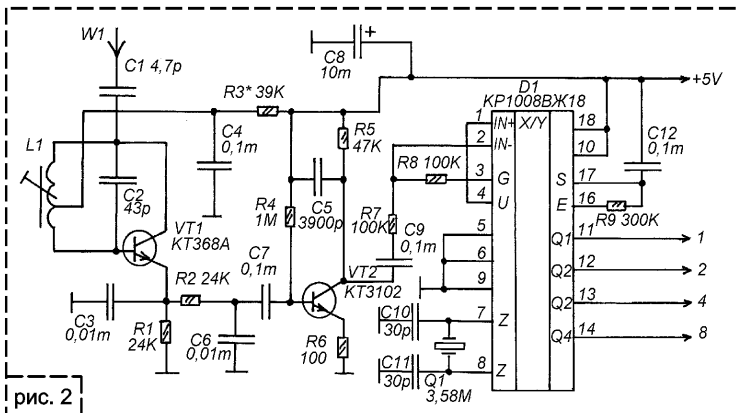 W1
C1 4,7p
C8
10m
+
+5V
R3* 39K
D1
КР1008ВЖ18
L1
C4
0,1m
R5
47K
1
IN+
X/Y
18
2
IN-
10
C12
0,1m
C2
43p
R4
1M
C5
3900p
R8 100K
3
G
S
17
4
U
E
16
R9 300K
VT1
КТ368А
R7
100K
C9
0,1m
5
Q1
11
1
C7
0,1m
R2 24K
VT2
КТ3102
6
Q2
12
2
9
Q2
13
4
C3
0,01m
R1
24K
C6
0,01m
R6
100
C10
30p
7
Z
Q4
14
8
C11
30p
Q1
3,58M
8
Z
рис. 2